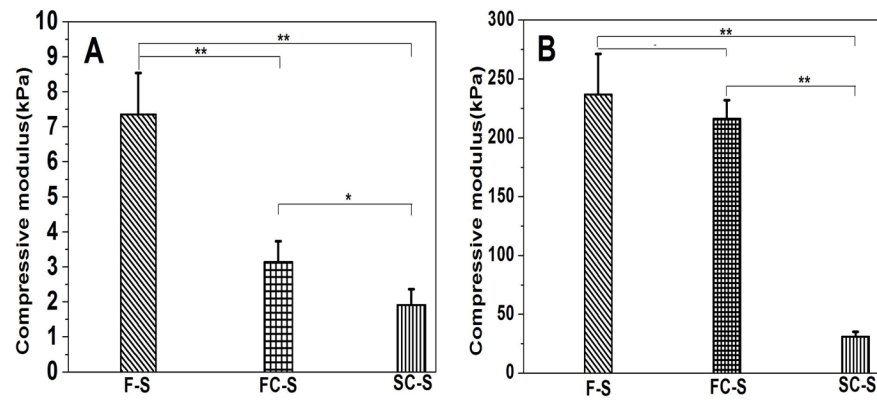 A
Compressive modulus(kPa)
10
9
8
7
6
5
4
3
2
1
0
**
**
*
F-S
FC-S
SC-S
B
Compressive modulus(kPa)
300
250
200
150
100
50
0
**
-
**
F-S
FC-S
SC-S